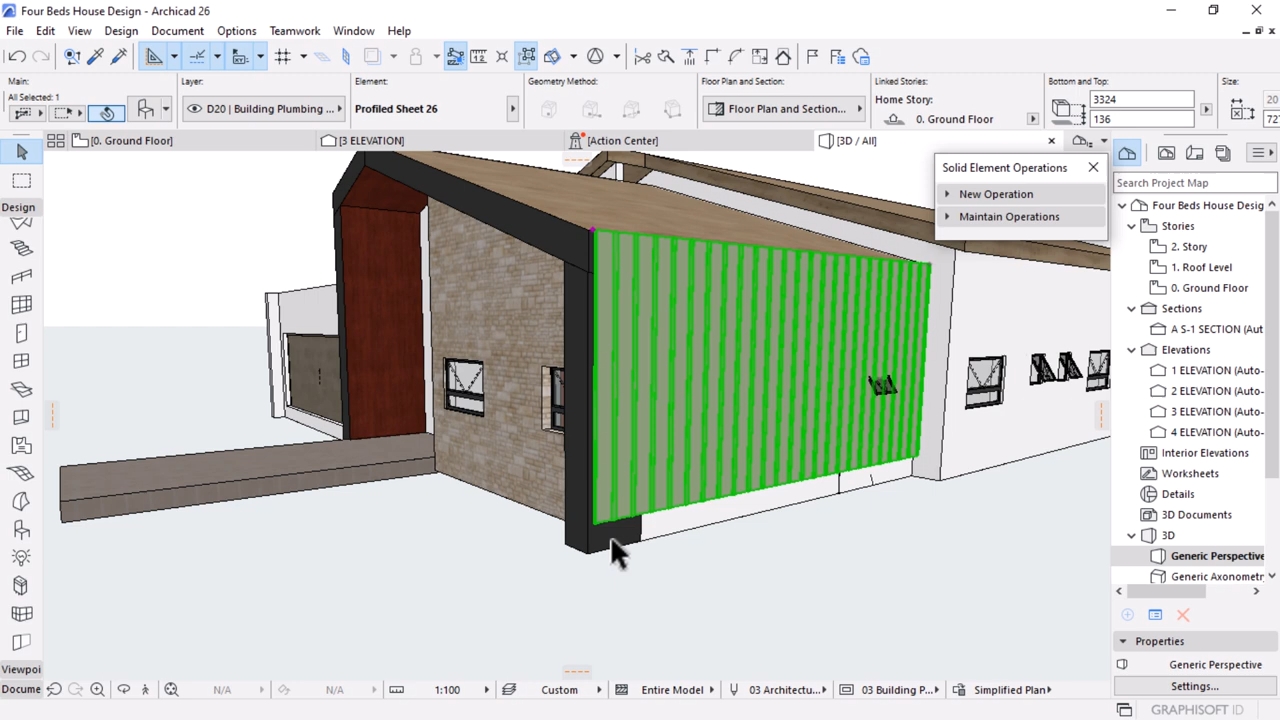 Four Beds House Design - Archicad 26
File Edit View Design Document Options Teamwork Window Help
Main:
All Selected: 1
Layer:
D20 | Building Plumbing ...
Element:
Profiled Sheet 26
Geometry Method:
Floor Plan and Section:
Floor Plan and Section...
Linked Stories:
Home Story:
0. Ground Floor
Bottom and Top:
3324
136
Size:
20
72
[0. Ground Floor]
[3 ELEVATION]
[Action Center]
[3D / All]
Solid Element Operations
New Operation
Maintain Operations
Search Project Map
Four Beds House Desig
Stories
2. Story
1. Roof Level
0. Ground Floor
Sections
A S-1 SECTION (Aut
Elevations
1 ELEVATION (Auto-
2 ELEVATION (Auto-
3 ELEVATION (Auto-
4 ELEVATION (Auto-
Interior Elevations
Worksheets
Details
3D Documents
3D
Generic Perspective
Generic Axonometr
Properties
Generic Perspective
Settings...
Design
Viewpoi
Docume
N/A
N/A
1:100
Custom
Entire Model
03 Architectu...
03 Building P...
Simplified Plan
GRAPHISOFT ID